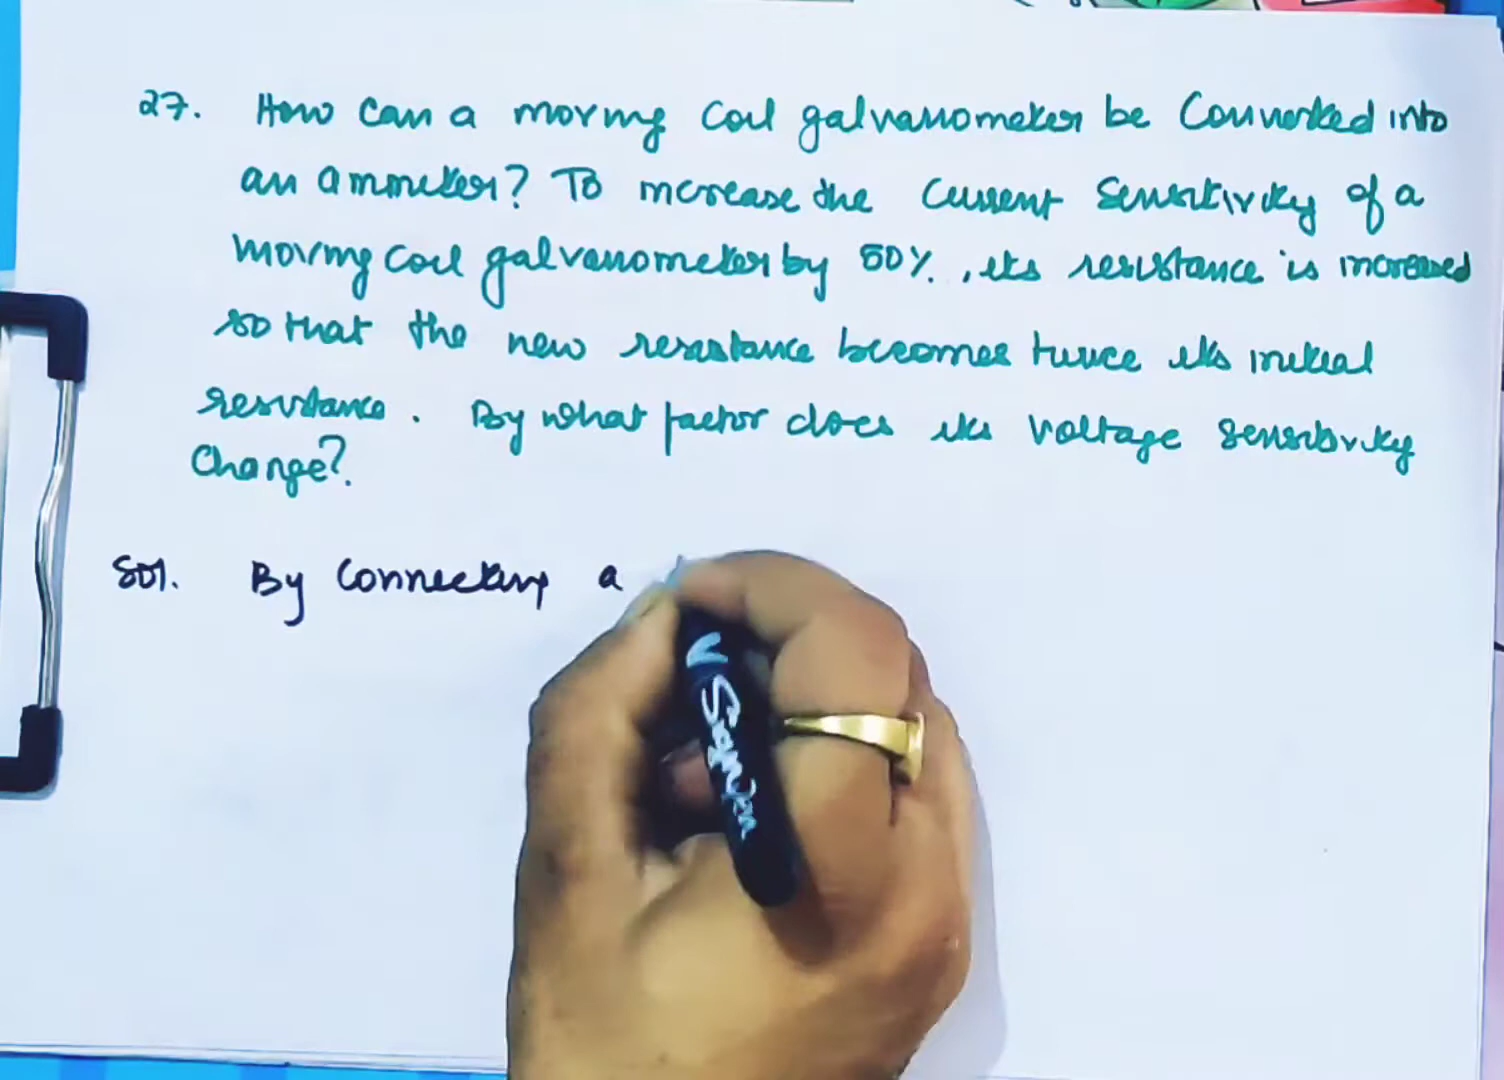 27. How can a moving coil galvanometer be Converted into
an ammeter? To increase the Current Sensitivity of a
moving coil galvanometer by 50%, its resistance is increased
so that the new resistance becomes twice its initial
resistance. By what factor does its voltage sensitivity
Change?
Sol. By Connecting a